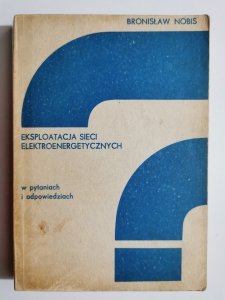 BRONISŁAW NOBIS
EKSPLOATACJA SIECI
ELEKTROENERGETYCZNYCH
w pytaniach
i odpowiedziach